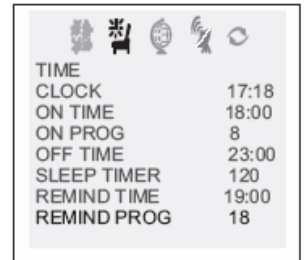 TIME
CLOCK 17:18
ON TIME 18:00
ON PROG 8
OFF TIME 23:00
SLEEP TIMER 120
REMIND TIME 19:00
REMIND PROG 18